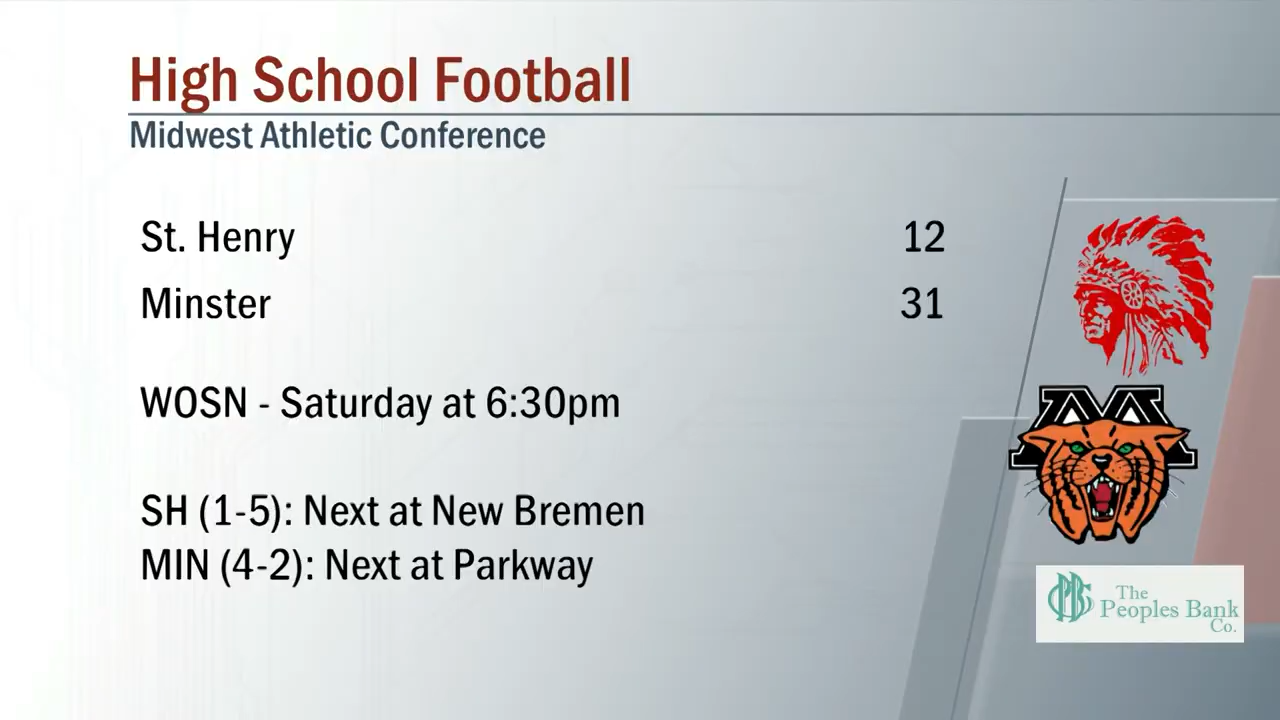 High School Football
Midwest Athletic Conference
St. Henry 12
Minster 31
WOSN - Saturday at 6:30pm
SH (1-5): Next at New Bremen
MIN (4-2): Next at Parkway
M
PBC The
Peoples Bank
Co.